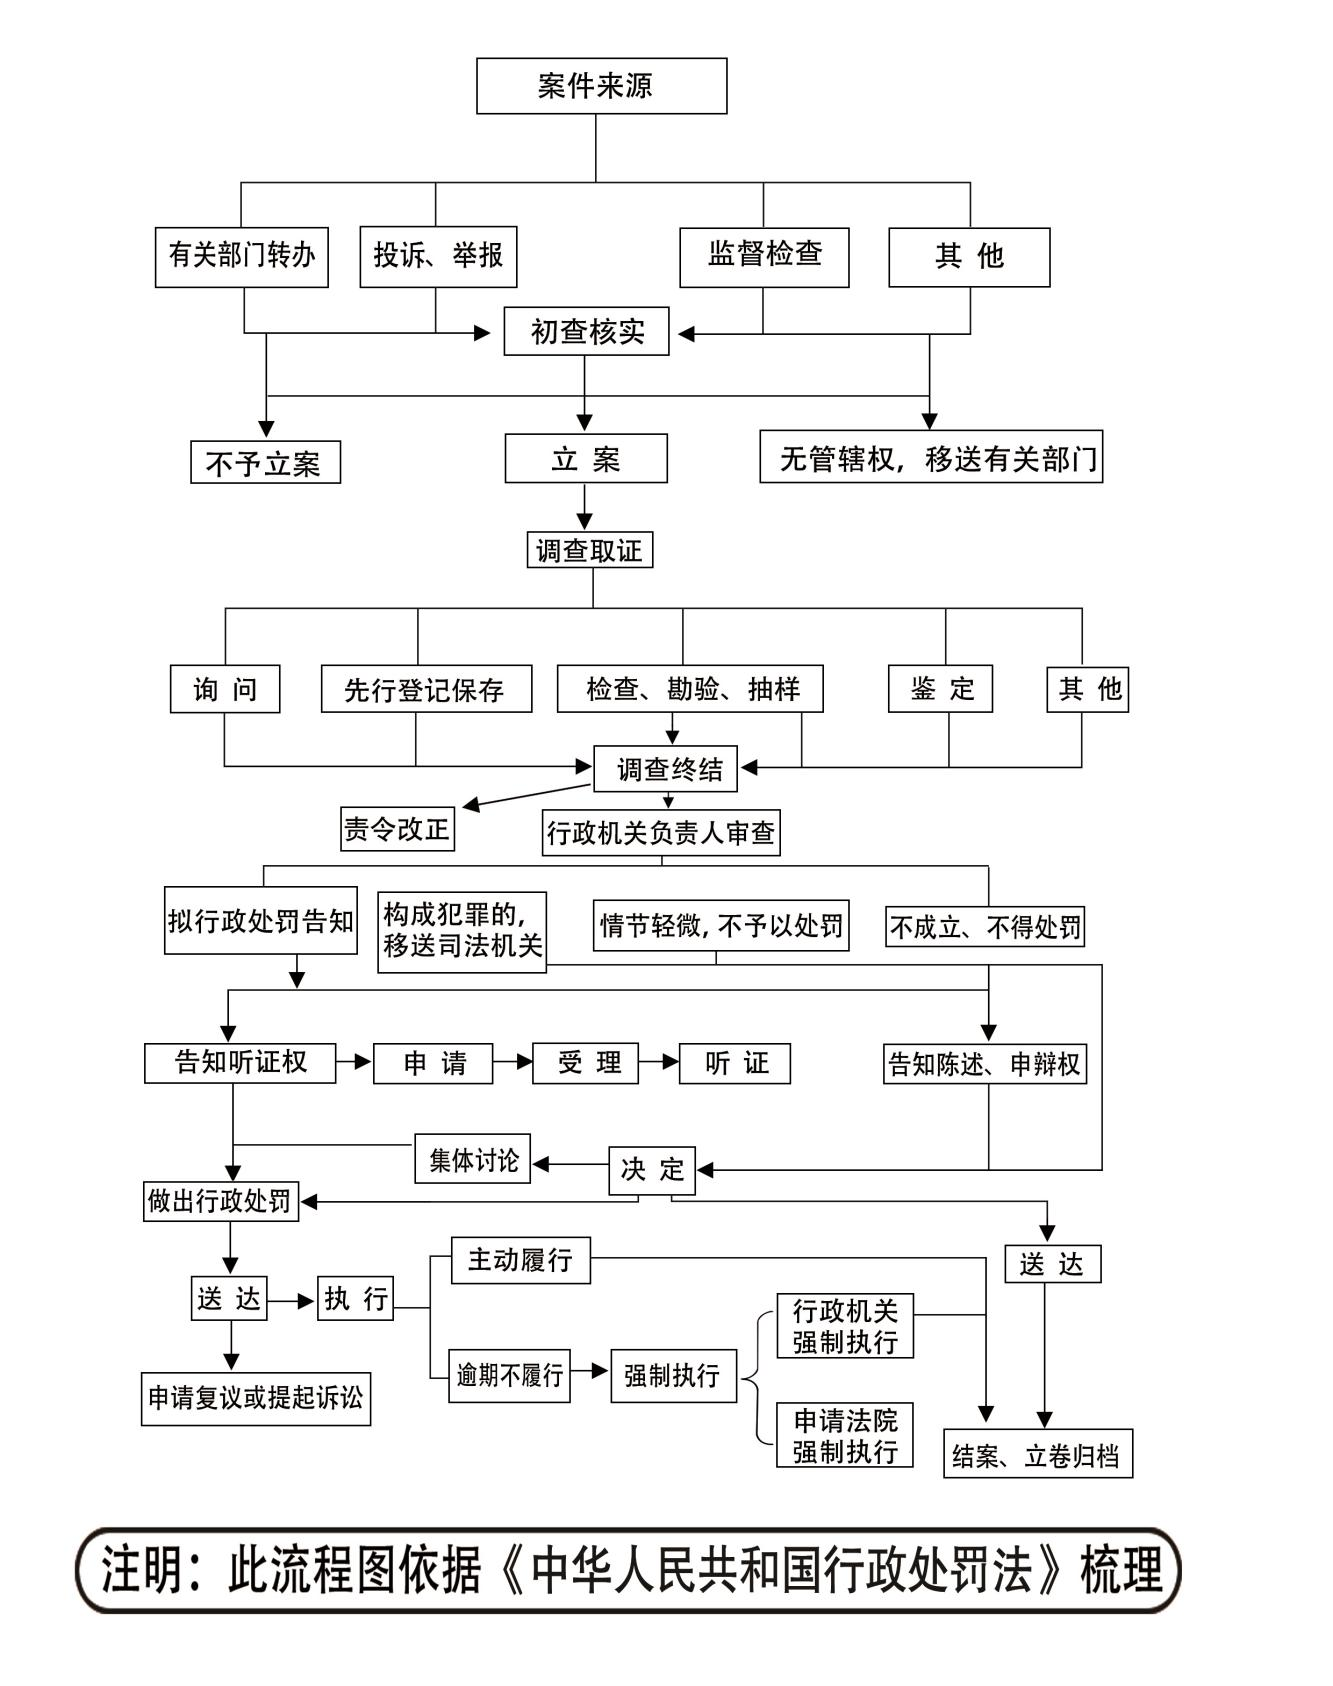 案件来源
有关部门转办
投诉、举报
监督检查
其 他
初查核实
不予立案
立 案
无管辖权，移送有关部门
调查取证
询 问
先行登记保存
检查、勘验、抽样
鉴 定
其 他
调查终结
责令改正
行政机关负责人审查
拟行政处罚告知
构成犯罪的，
移送司法机关
情节轻微，不予以处罚
不成立、不得处罚
告知听证权
申 请
受 理
听 证
告知陈述、申辩权
集体讨论
决 定
做出行政处罚
主动履行
送 达
送 达
执 行
行政机关
强制执行
逾期不履行
强制执行
申请复议或提起诉讼
申请法院
强制执行
结案、立卷归档
注明：此流程图依据《中华人民共和国行政处罚法》梳理